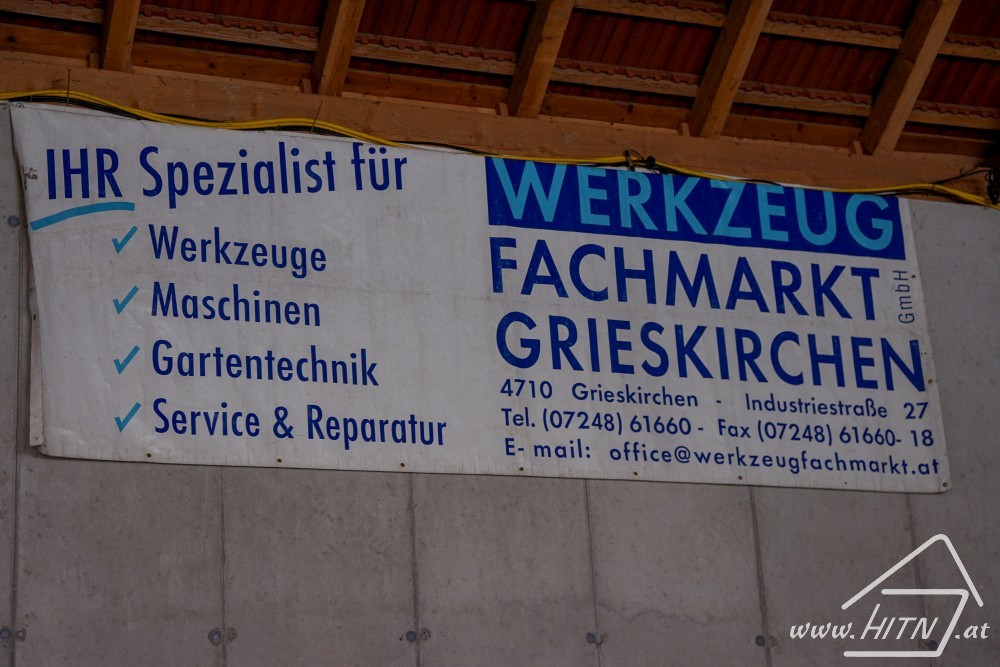 IHR Spezialist für
✓ Werkzeuge
✓ Maschinen
✓ Gartentechnik
✓ Service & Reparatur
WERKZEUG
FACHMARKT
GmbH
GRIESKIRCHEN
4710 Grieskirchen - Industriestraße 27
Tel. (07248) 61660 - Fax (07248) 61660- 18
E- mail: office@werkzeugfachmarkt.at
www.HITN.at